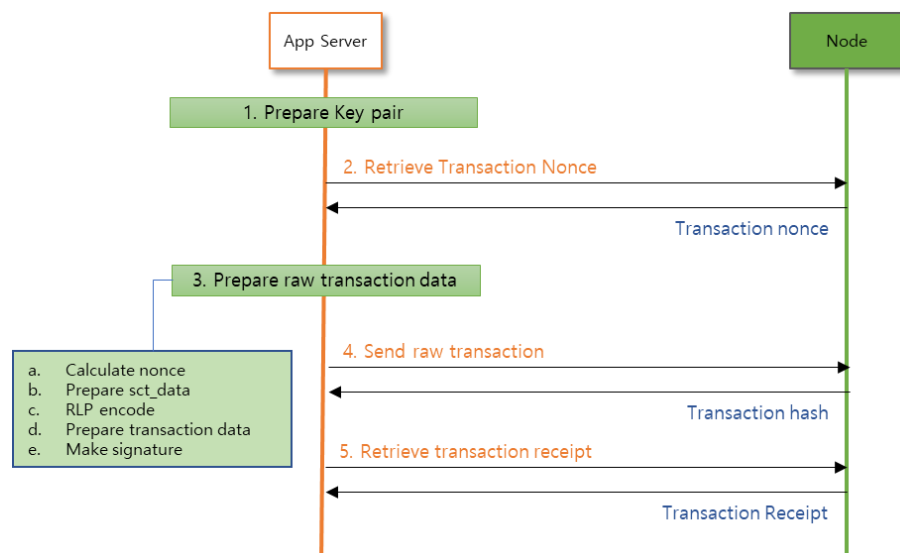 App Server
Node
1. Prepare Key pair
2. Retrieve Transaction Nonce
Transaction nonce
3. Prepare raw transaction data
4. Send raw transaction
a. Calculate nonce
b. Prepare sct_data
c. RLP encode
d. Prepare transaction data
e. Make signature
Transaction hash
5. Retrieve transaction receipt
Transaction Receipt